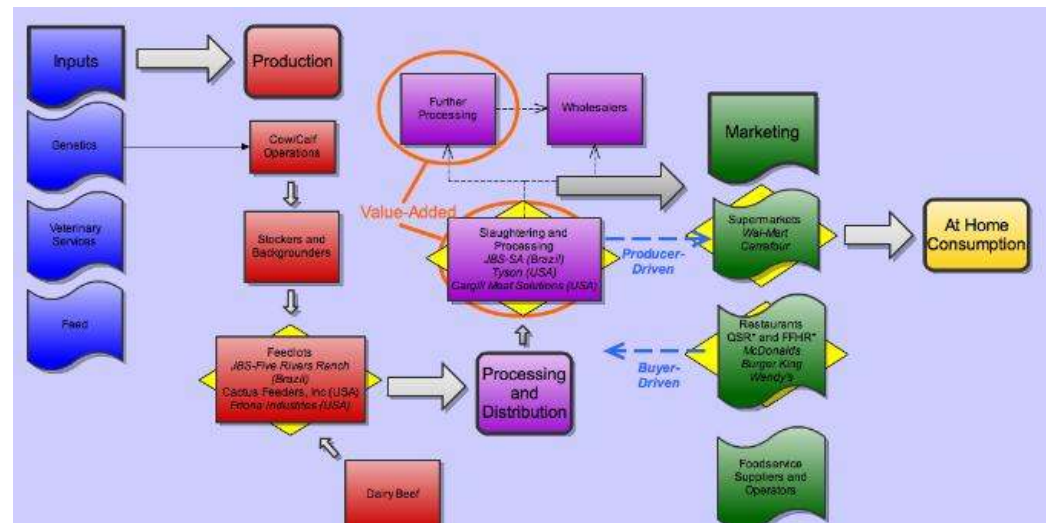 Inputs
Genetics
Veterinary
Services
Feed
Production
Cow/Calf
Operations
Stockers and
Backgrounders
Feedlots
JBS-Five Rivers Ranch
(Brazil)
Cactus Feeders, Inc (USA)
Friona Industries (USA)
Dairy Beef
Further
Processing
Wholesalers
Value-Added
Slaughtering and
Processing
JBS-SA (Brazil)
Tyson (USA)
Cargill Meat Solutions (USA)
Processing
and
Distribution
Producer-
Driven
Buyer-
Driven
Marketing
Supermarkets
Wal-Mart
Carrefour
Restaurants
QSR* and FFHR*
McDonalds
Burger King
Wendy's
Foodservice
Suppliers and
Operators
At Home
Consumption